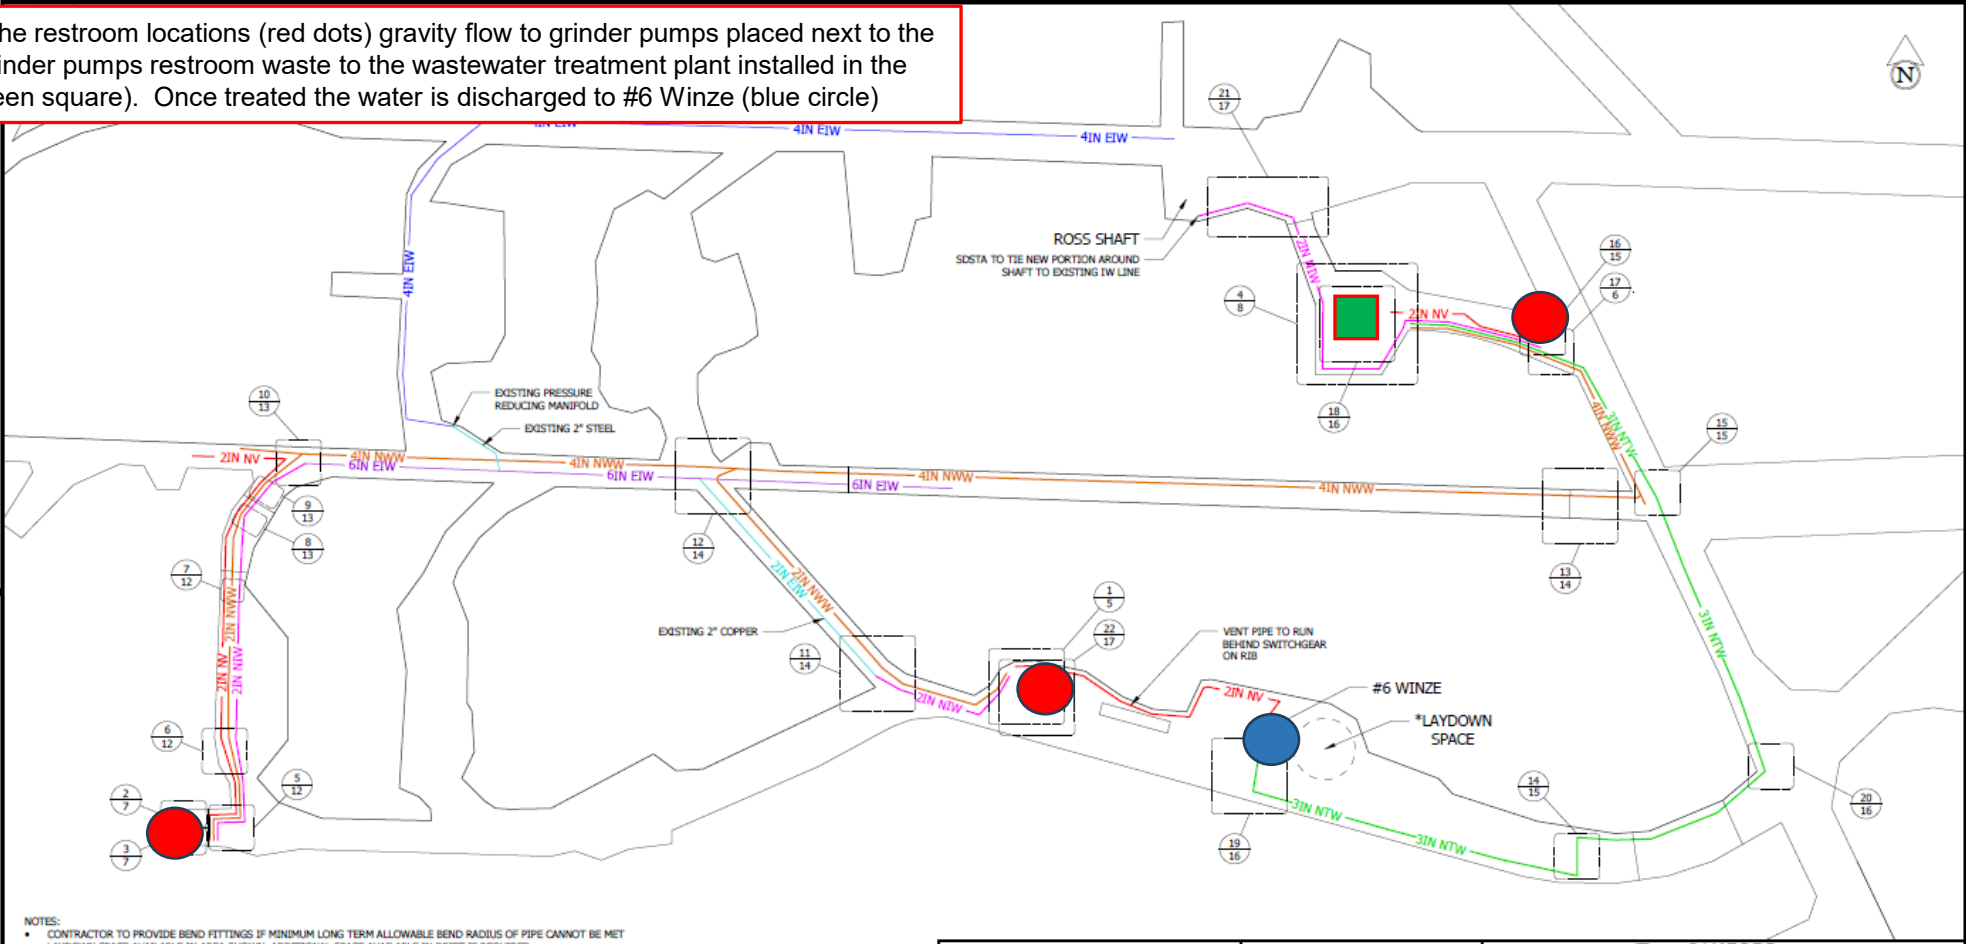 he restroom locations (red dots) gravity flow to grinder pumps placed next to the
inder pumps restroom waste to the wastewater treatment plant installed in the
een square). Once treated the water is discharged to #6 Winze (blue circle)
N
21
17
4IN EIW
4IN EIW
4IN EIW
ROSS SHAFT
SDSTA TO TIE NEW PORTION AROUND
SHAFT TO EXISTING IW LINE
2IN NIW
16
15
17
6
4
8
2IN NV
4IN EIW
18
16
EXISTING PRESSURE
REDUCING MANIFOLD
EXISTING 2" STEEL
10
13
3IN NTW
4IN NWW
15
15
2IN NV
4IN NWW
6IN EIW
4IN NWW
6IN EIW
4IN NWW
6IN EIW
4IN NWW
9
13
8
13
12
14
7
12
13
14
2IN NWW
2IN EIW
2IN NWW
1
5
22
17
EXISTING 2" COPPER
11
14
VENT PIPE TO RUN
BEHIND SWITCHGEAR
ON RIB
3IN NTW
2IN NV
2IN NIW
2IN NIW
2IN NV
#6 WINZE
*LAYDOWN
SPACE
6
12
5
12
2
7
3
7
14
15
20
16
3IN NTW
3IN NTW
19
16
NOTES:
• CONTRACTOR TO PROVIDE BEND FITTINGS IF MINIMUM LONG TERM ALLOWABLE BEND RADIUS OF PIPE CANNOT BE MET